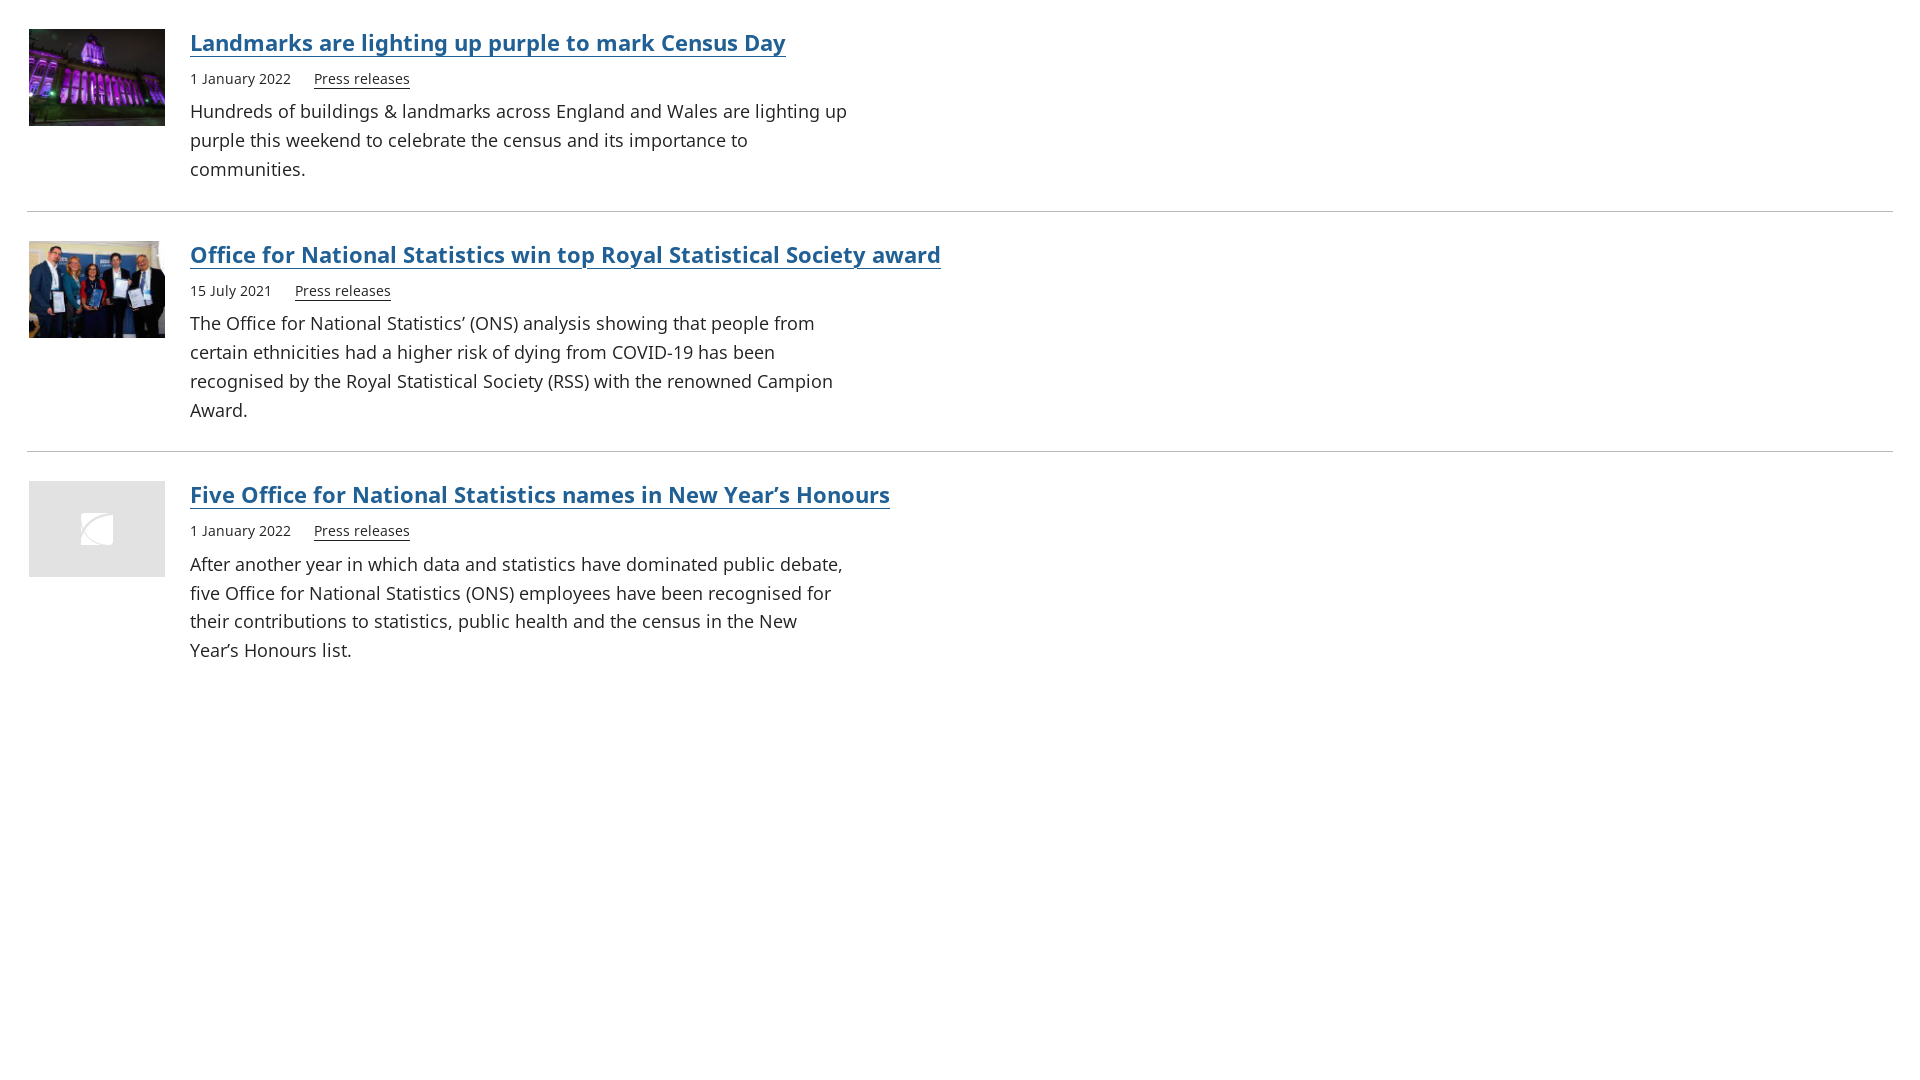 Landmarks are lighting up purple to mark Census Day
1 January 2022 Press releases
Hundreds of buildings & landmarks across England and Wales are lighting up
purple this weekend to celebrate the census and its importance to
communities.
Office for National Statistics win top Royal Statistical Society award
15 July 2021 Press releases
The Office for National Statistics’ (ONS) analysis showing that people from
certain ethnicities had a higher risk of dying from COVID-19 has been
recognised by the Royal Statistical Society (RSS) with the renowned Campion
Award.
Five Office for National Statistics names in New Year’s Honours
1 January 2022 Press releases
After another year in which data and statistics have dominated public debate,
five Office for National Statistics (ONS) employees have been recognised for
their contributions to statistics, public health and the census in the New
Year’s Honours list.